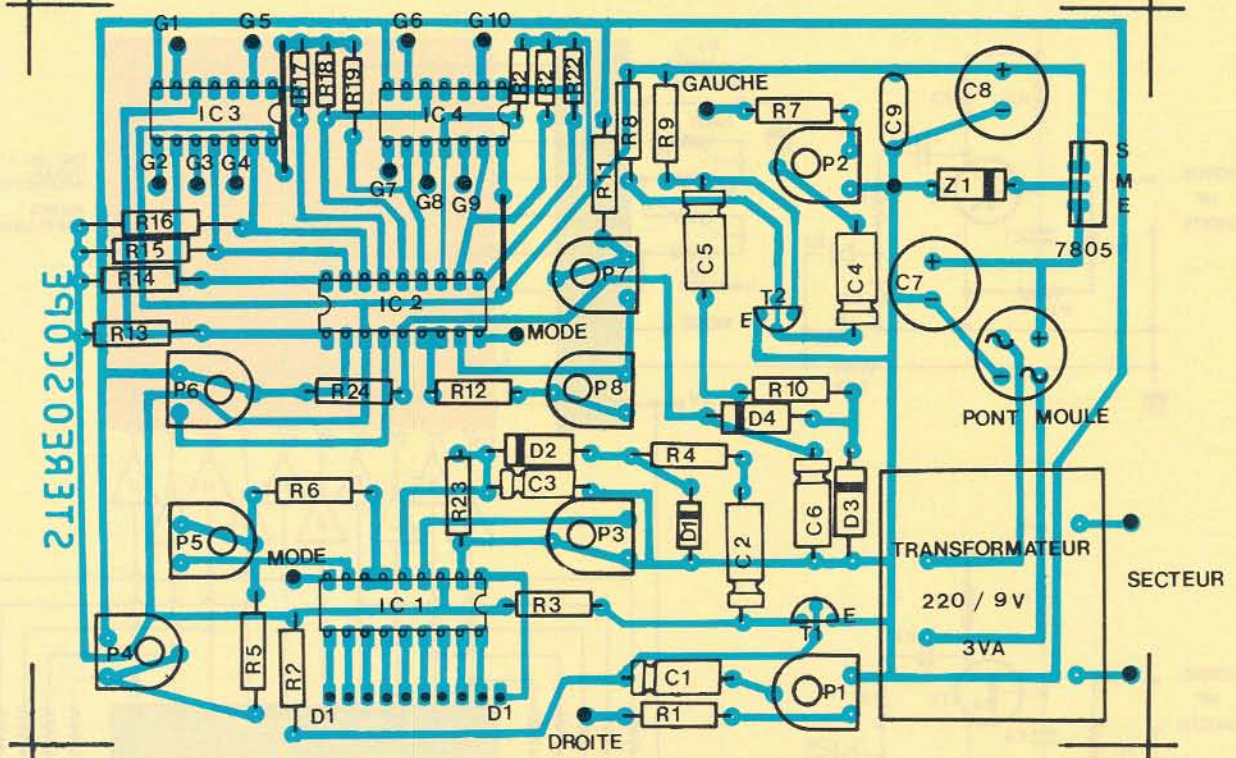 G1
G5
G6
G10
R17
R18
R19
R2
R2
R22
IC3
IC4
GAUCHE
R7
C9
C8
+
−
R8
R9
R11
P2
S
M
E
Z1
7805
G2
G3
G4
G7
G8
G9
R16
R15
R14
R13
C5
C4
C7
+
−
P7
T2
E
IC 2
MODE
+
−
PONT MOULE
STEREOSCOPE
P6
R24
R12
P8
R10
D4
D2
R4
C3
R23
R6
C6
D3
D1
C2
P5
P3
MODE
TRANSFORMATEUR
220 / 9V
3VA
SECTEUR
IC 1
R3
T1
E
P4
R5
R2
C1
P1
R1
D1
D1
DROITE